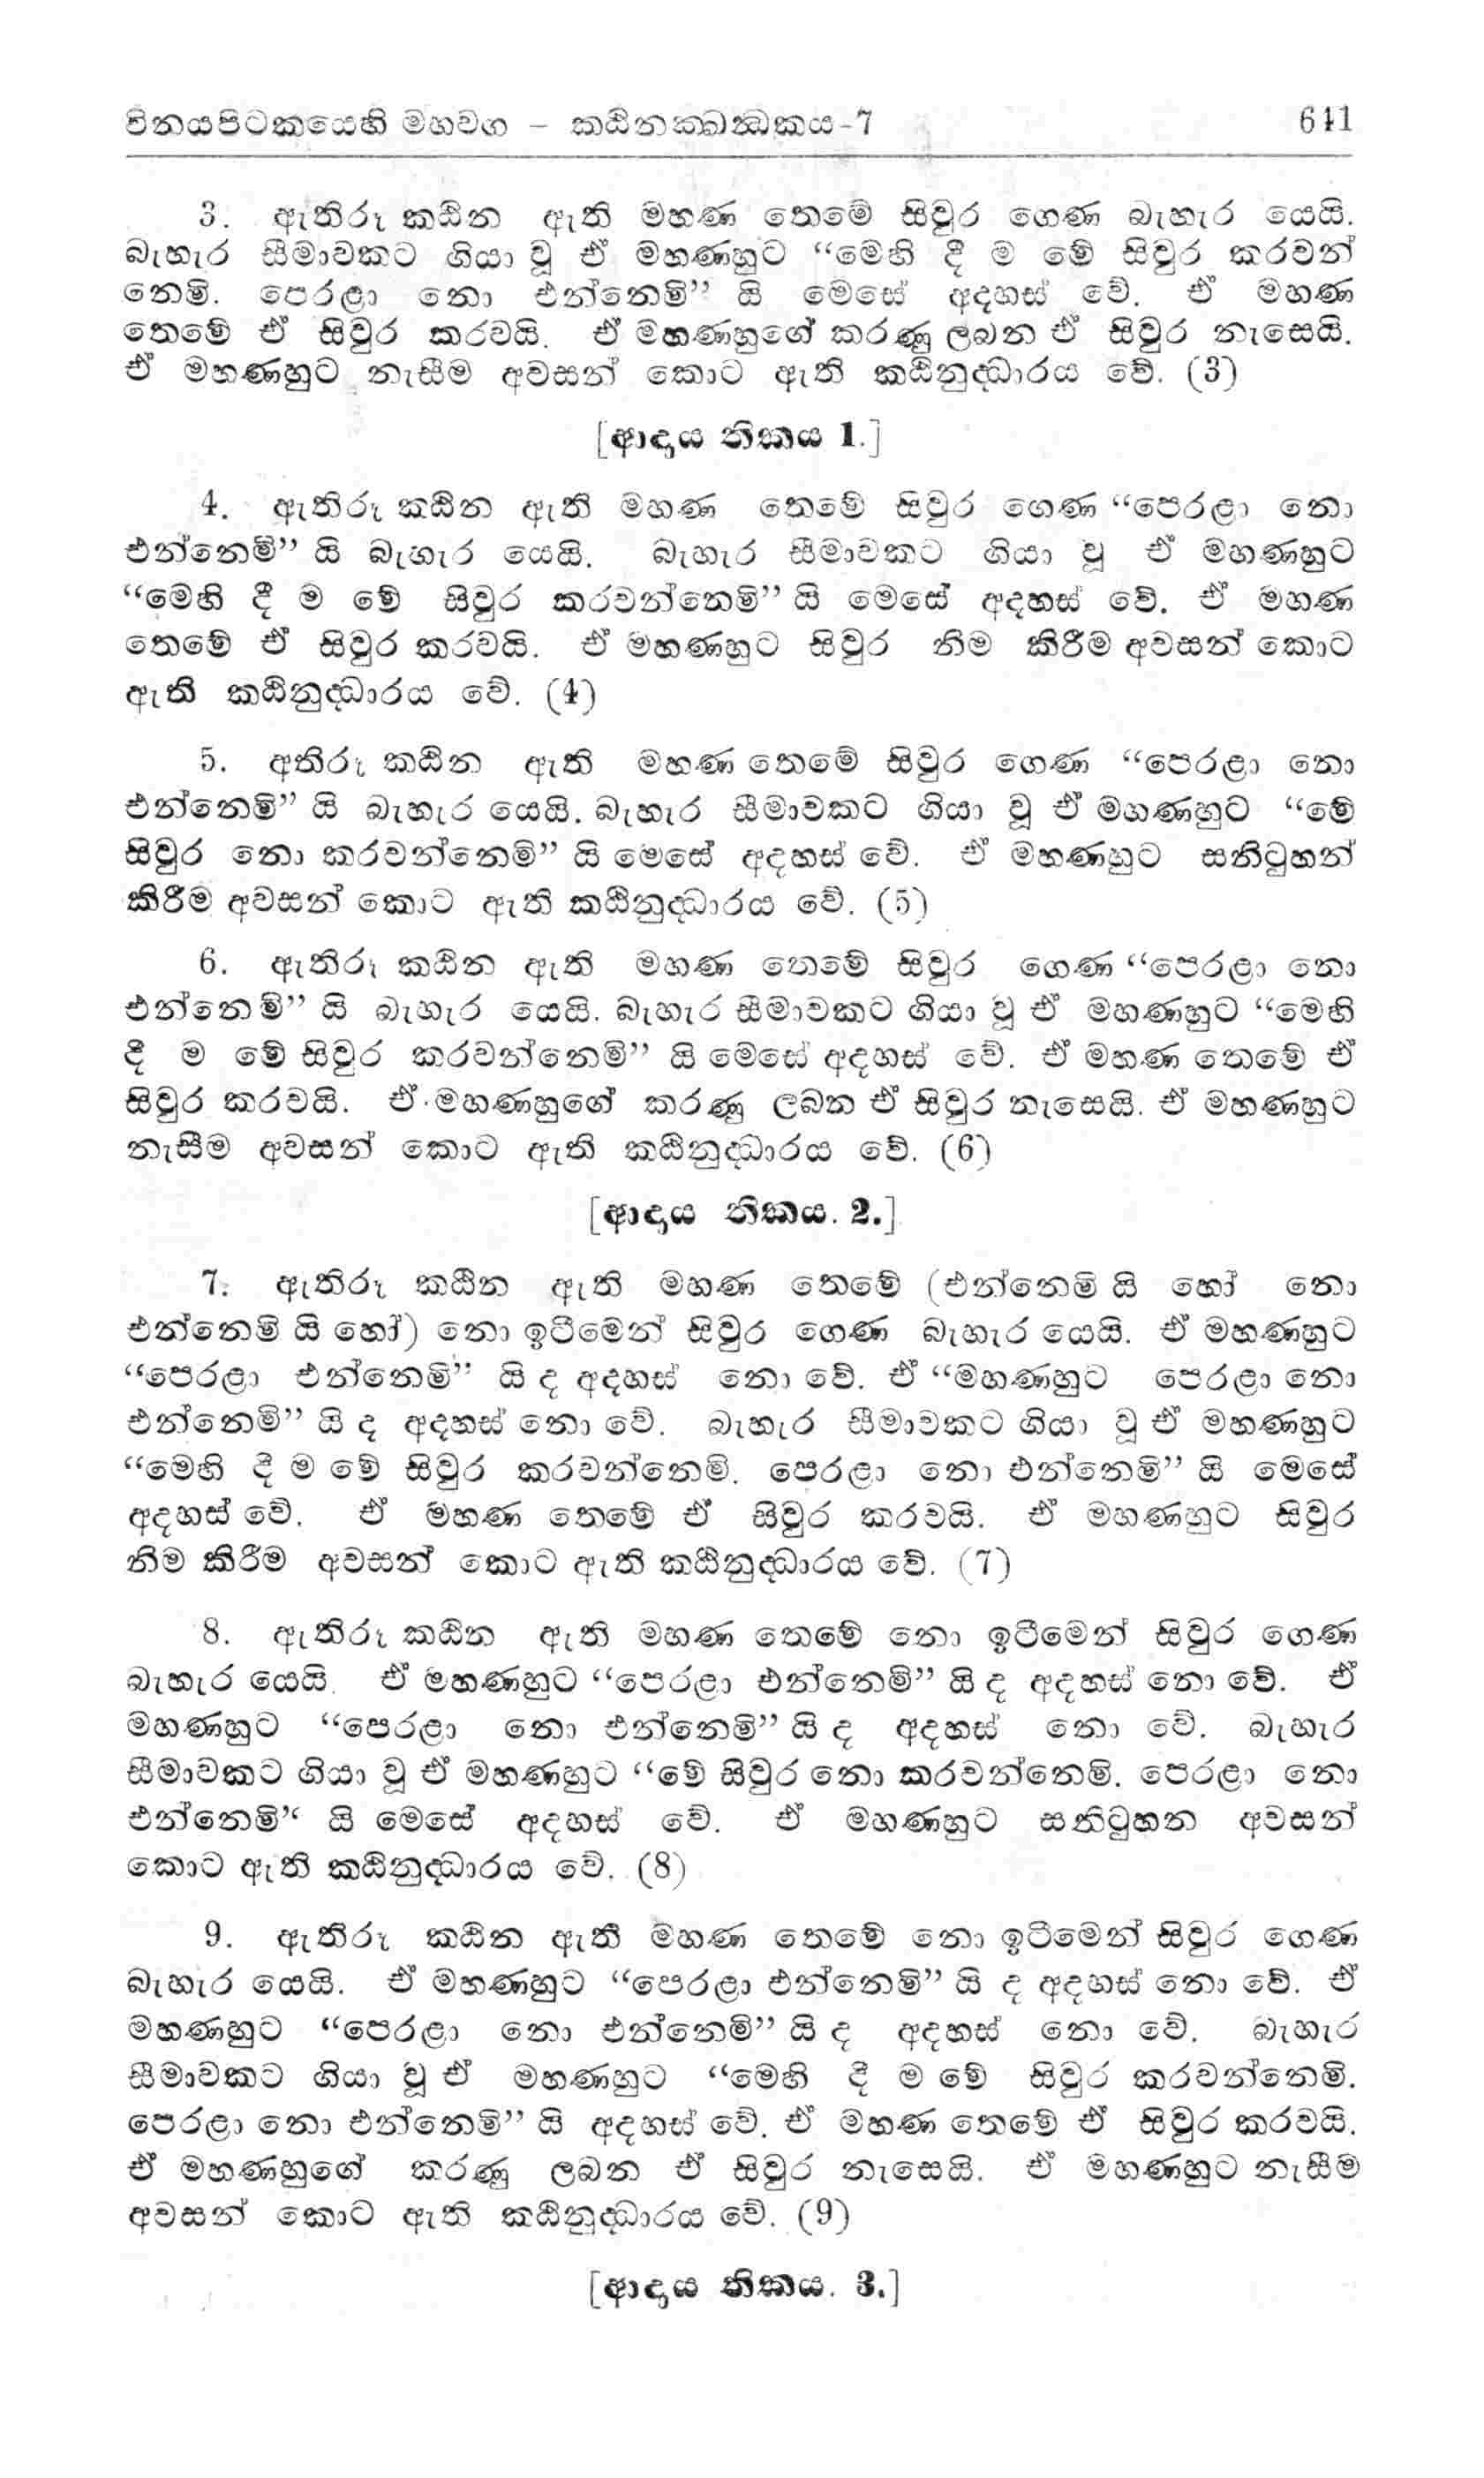 විනයපිටකයෙහි මහවග – කඨිනක්ඛන්ධකය-7 641
3. ඇතිරූ කඨින ඇති මහණ තෙමේ සිවුර ගෙණ බැහැර යෙයි.
බැහැර සීමාවකට ගියා වූ ඒ මහණහුට “මෙහි දී ම මේ සිවුර කරවන්
නෙමි. පෙරළා නො එන්නෙමි” යි මෙසේ අදහස් වේ. ඒ මහණ
තෙමේ ඒ සිවුර කරවයි. ඒ මහණහුගේ කරණු ලබන ඒ සිවුර නැසෙයි.
ඒ මහණහුට නැසීම අවසන් කොට ඇති කඨිනුද්ධාරය වේ. (3)
[ආදය තිකය 1.]
4. ඇතිරූ කඨින ඇති මහණ තෙමේ සිවුර ගෙණ “පෙරළා නො
එන්නෙමි” යි බැහැර යෙයි. බැහැර සීමාවකට ගියා වූ ඒ මහණහුට
“මෙහි දී ම මේ සිවුර කරවන්නෙමි” යි මෙසේ අදහස් වේ. ඒ මහණ
තෙමේ ඒ සිවුර කරවයි. ඒ මහණහුට සිවුර නිම කිරීම අවසන් කොට
ඇති කඨිනුද්ධාරය වේ. (4)
5. අතිරූ කඨින ඇති මහණ තෙමේ සිවුර ගෙණ “පෙරළා නො
එන්නෙමි” යි බැහැර යෙයි. බැහැර සීමාවකට ගියා වූ ඒ මහණහුට “මේ
සිවුර නො කරවන්නෙමි” යි මෙසේ අදහස් වේ. ඒ මහණහුට සනිටුහන්
කිරීම අවසන් කොට ඇති කඨිනුද්ධාරය වේ. (5)
6. ඇතිරූ කඨින ඇති මහණ තෙමේ සිවුර ගෙණ “පෙරළා නො
එන්නෙමි” යි බැහැර යෙයි. බැහැර සීමාවකට ගියා වූ ඒ මහණහුට “මෙහි
දී ම මේ සිවුර කරවන්නෙමි” යි මෙසේ අදහස් වේ. ඒ මහණ තෙමේ ඒ
සිවුර කරවයි. ඒ මහණහුගේ කරණු ලබන ඒ සිවුර නැසෙයි. ඒ මහණහුට
නැසීම අවසන් කොට ඇති කඨිනුද්ධාරය වේ. (6)
[ආදය තිකය. 2.]
7. ඇතිරූ කඨින ඇති මහණ තෙමේ (එන්නෙමි යි හෝ නො
එන්නෙමි යි හෝ) නො ඉටීමෙන් සිවුර ගෙණ බැහැර යෙයි. ඒ මහණහුට
“පෙරළා එන්නෙමි” යි ද අදහස් නො වේ. ඒ “මහණහුට පෙරළා නො
එන්නෙමි” යි ද අදහස් නො වේ. බැහැර සීමාවකට ගියා වූ ඒ මහණහුට
“මෙහි දී ම මේ සිවුර කරවන්නෙමි. පෙරළා නො එන්නෙමි” යි මෙසේ
අදහස් වේ. ඒ මහණ තෙමේ ඒ සිවුර කරවයි. ඒ මහණහුට සිවුර
නිම කිරීම අවසන් කොට ඇති කඨිනුද්ධාරය වේ. (7)
8. ඇතිරූ කඨින ඇති මහණ තෙමේ නො ඉටීමෙන් සිවුර ගෙණ
බැහැර යෙයි. ඒ මහණහුට “පෙරළා එන්නෙමි” යි ද අදහස් නො වේ. ඒ
මහණහුට “පෙරළා නො එන්නෙමි” යි ද අදහස් නො වේ. බැහැර
සීමාවකට ගියා වූ ඒ මහණහුට “මේ සිවුර නො කරවන්නෙමි. පෙරළා නො
එන්නෙමි“ යි මෙසේ අදහස් වේ. ඒ මහණහුට සනිටුහන අවසන්
කොට ඇති කඨිනුද්ධාරය වේ. (8)
9. ඇතිරූ කඨින ඇති මහණ තෙමේ නො ඉටීමෙන් සිවුර ගෙණ
බැහැර යෙයි. ඒ මහණහුට “පෙරළා එන්නෙමි” යි ද අදහස් නො වේ. ඒ
මහණහුට “පෙරළා නො එන්නෙමි” යි ද අදහස් නො වේ. බැහැර
සීමාවකට ගියා වූ ඒ මහණහුට “මෙහි දී ම මේ සිවුර කරවන්නෙමි.
පෙරළා නො එන්නෙමි” යි අදහස් වේ. ඒ මහණ තෙමේ ඒ සිවුර කරවයි.
ඒ මහණහුගේ කරණු ලබන ඒ සිවුර නැසෙයි. ඒ මහණහුට නැසීම
අවසන් කොට ඇති කඨිනුද්ධාරය වේ. (9)
[ආදය තිකය. 3.]